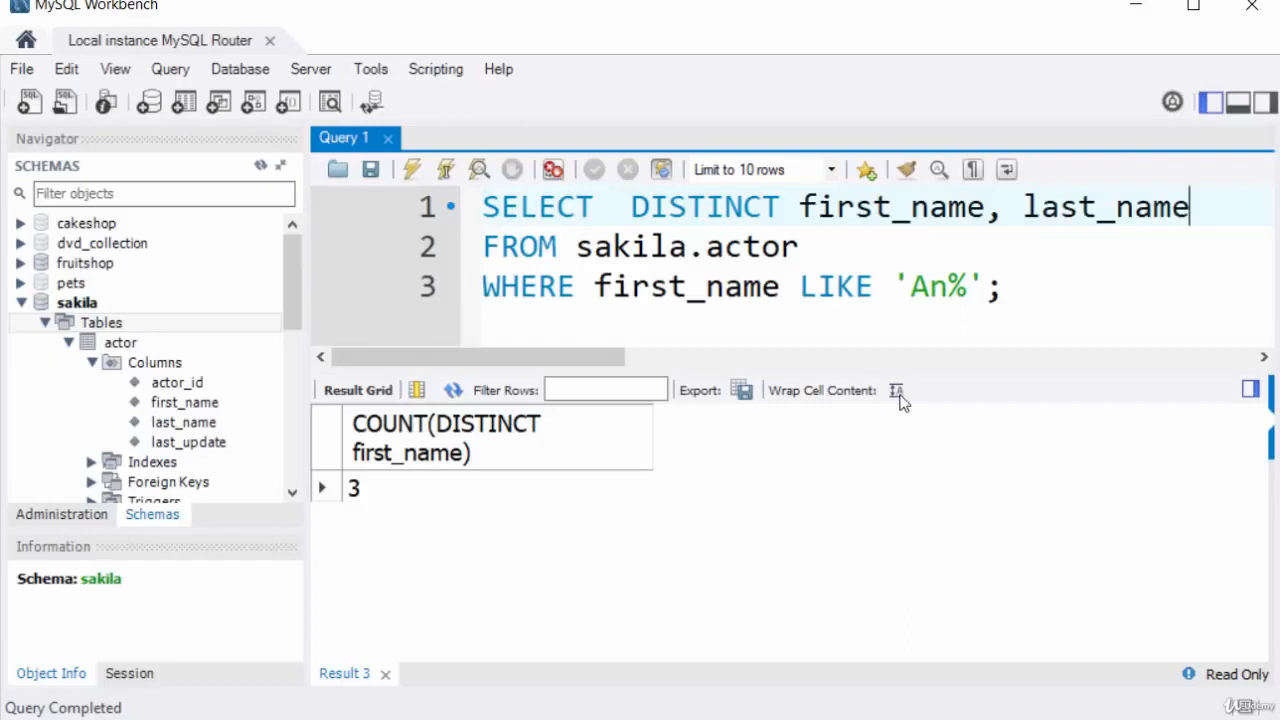 MySQL Workbench
Local instance MySQL Router
File Edit View Query Database Server Tools Scripting Help
Navigator
SCHEMAS
Filter objects
cakeshop
dvd_collection
fruitshop
pets
sakila
Tables
actor
Columns
actor_id
first_name
last_name
last_update
Indexes
Foreign Keys
Triggers
Administration Schemas
Information
Schema: sakila
Object Info Session
Query Completed
Query 1
Limit to 10 rows
1 SELECT  DISTINCT first_name, last_name
2 FROM sakila.actor
3 WHERE first_name LIKE 'An%';
Result Grid Filter Rows: Export: Wrap Cell Content:
COUNT(DISTINCT
first_name)
3
Result 3
Read Only